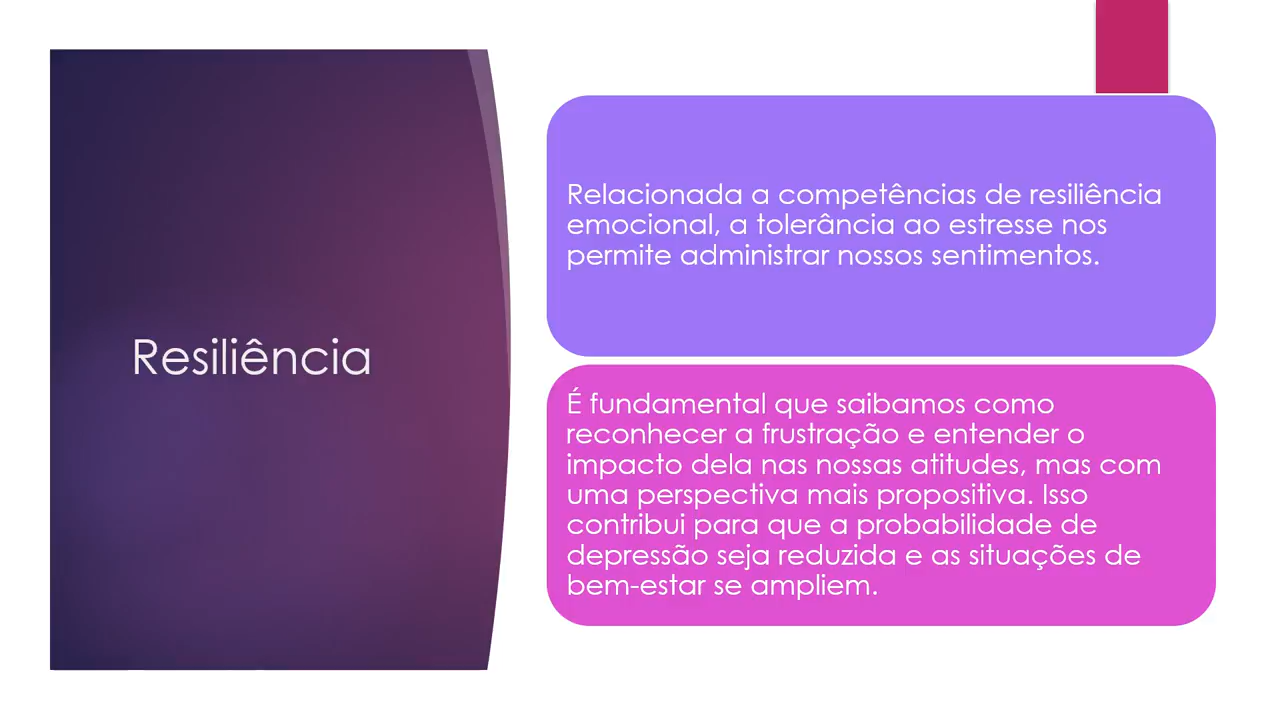 Resiliência
Relacionada a competências de resiliência
emocional, a tolerância ao estresse nos
permite administrar nossos sentimentos.
É fundamental que saibamos como
reconhecer a frustração e entender o
impacto dela nas nossas atitudes, mas com
uma perspectiva mais propositiva. Isso
contribui para que a probabilidade de
depressão seja reduzida e as situações de
bem-estar se ampliem.